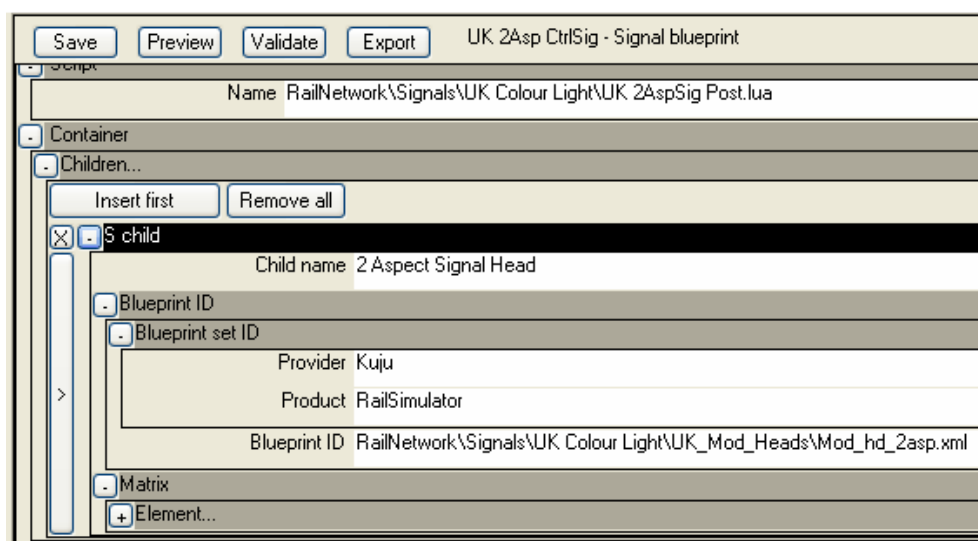 Save Preview Validate Export UK 2Asp CtrlSig - Signal blueprint
- Script
Name RailNetwork\Signals\UK Colour Light\UK 2AspSig Post.lua
- Container
- Children...
Insert first Remove all
X - S child
Child name 2 Aspect Signal Head
- Blueprint ID
- Blueprint set ID
Provider Kuju
> Product RailSimulator
Blueprint ID RailNetwork\Signals\UK Colour Light\UK_Mod_Heads\Mod_hd_2asp.xml
- Matrix
+ Element...